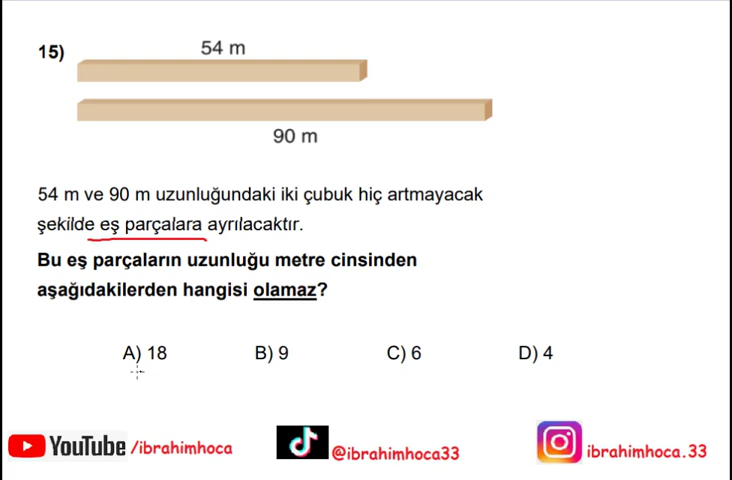 15)
54 m
90 m
54 m ve 90 m uzunluğundaki iki çubuk hiç artmayacak
şekilde eş parçalara ayrılacaktır.
Bu eş parçaların uzunluğu metre cinsinden
aşağıdakilerden hangisi olamaz?
A) 18 B) 9 C) 6 D) 4
YouTube /ibrahimhoca @ibrahimhoca33 ibrahimhoca.33